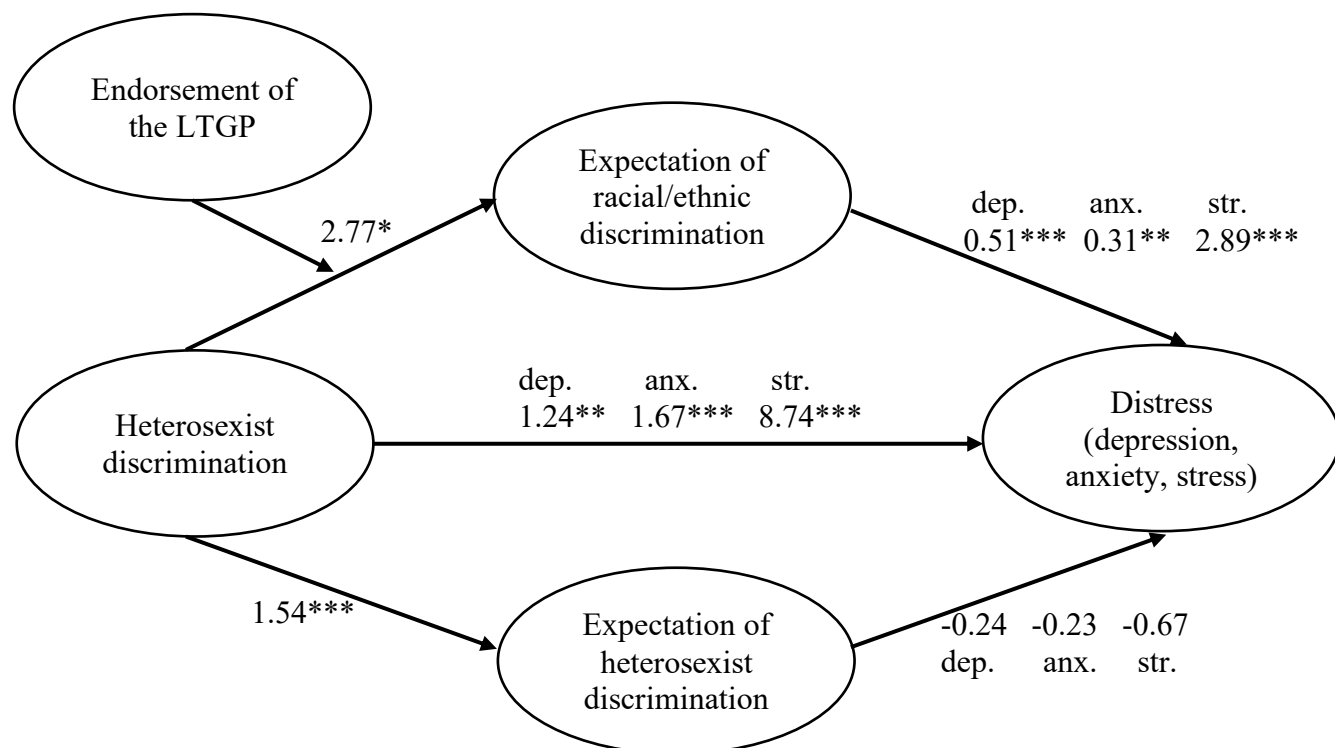 Endorsement of
the LTGP
Expectation of
racial/ethnic
discrimination
dep. anx. str.
0.51*** 0.31** 2.89***
2.77*
Heterosexist
discrimination
dep. anx. str.
1.24** 1.67*** 8.74***
Distress
(depression,
anxiety, stress)
1.54***
Expectation of
heterosexist
discrimination
-0.24 -0.23 -0.67
dep. anx. str.